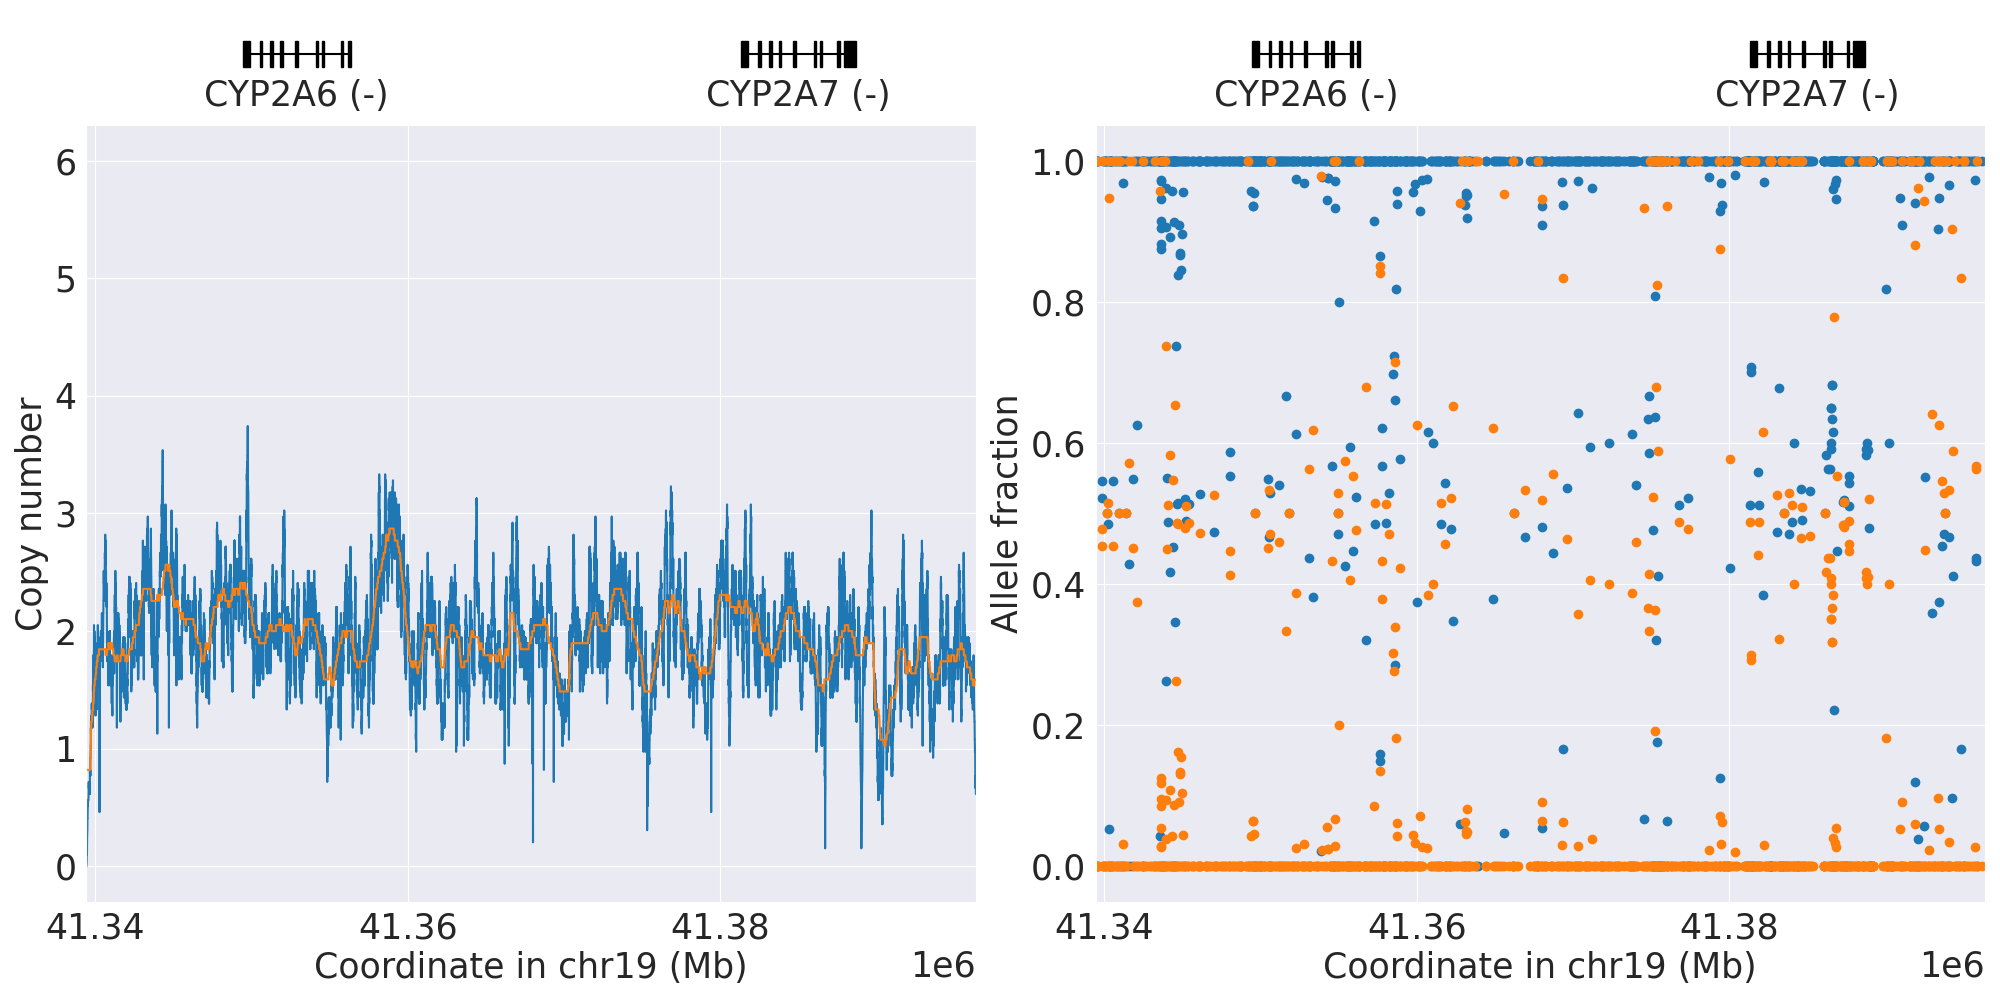 CYP2A6 (-)
CYP2A7 (-)
6
5
4
3
2
1
0
Copy number
41.34
41.36
41.38
Coordinate in chr19 (Mb)
1e6
CYP2A6 (-)
CYP2A7 (-)
1.0
0.8
0.6
0.4
0.2
0.0
Allele fraction
41.34
41.36
41.38
Coordinate in chr19 (Mb)
1e6